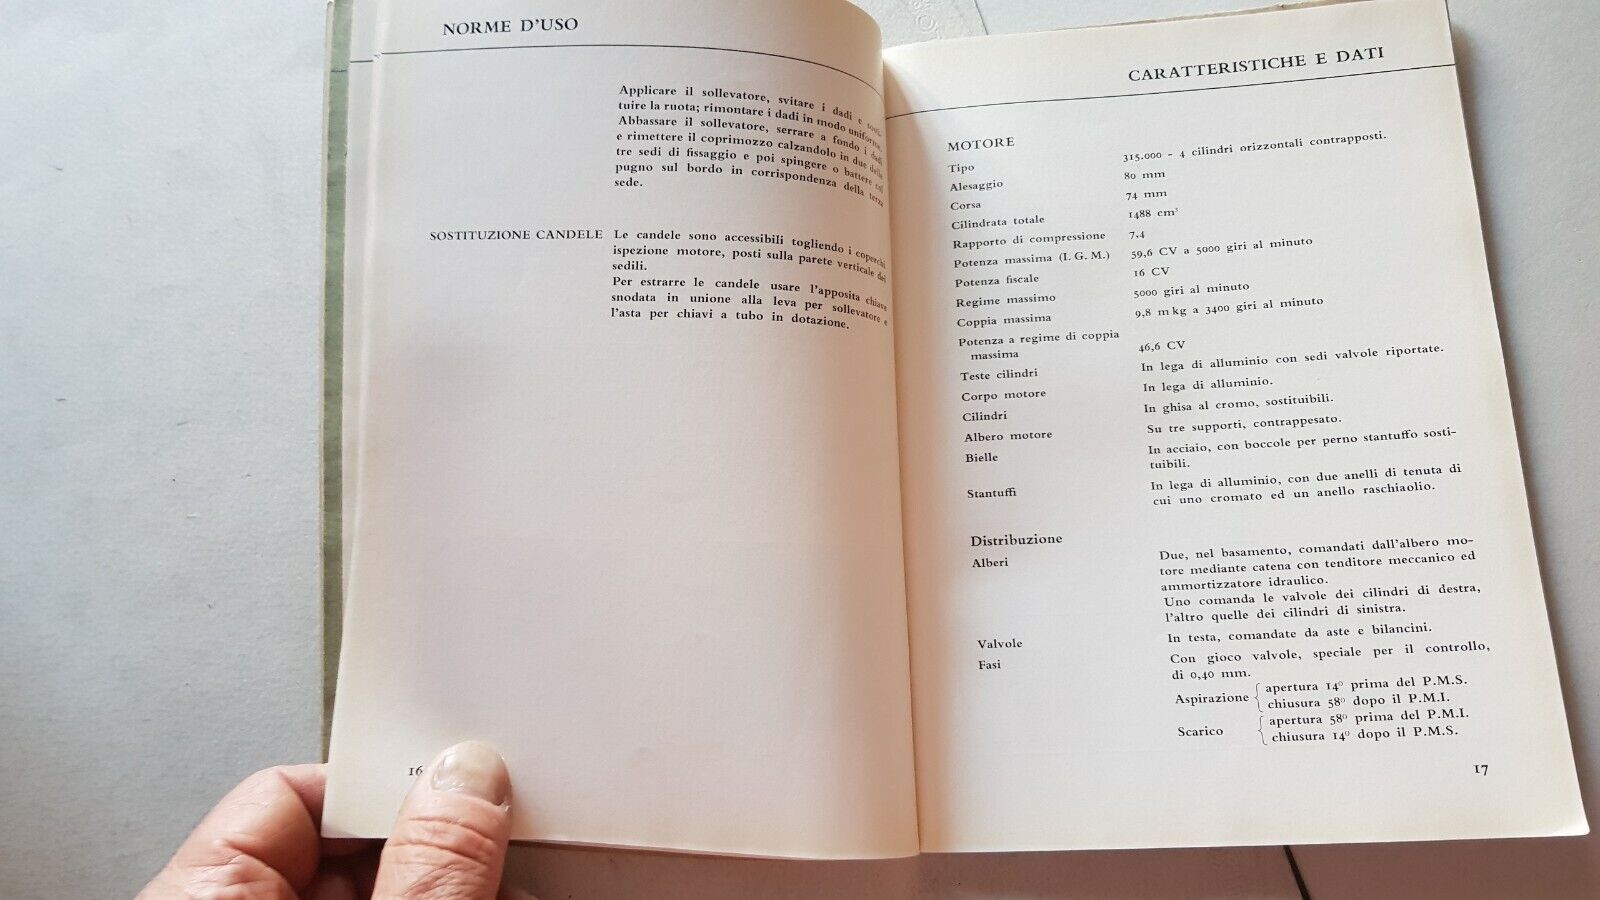 NORME D'USO
Applicare il sollevatore, svitare i dadi e
tuire la ruota; rimontare i dadi in modo uniforme.
Abbassare il sollevatore, serrare a fondo i dadi
e rimettere il coprimozzo calzandolo in due delle
tre sedi di fissaggio e poi spingere o battere col
pugno sul bordo in corrispondenza della terza
sede.
SOSTITUZIONE CANDELE Le candele sono accessibili togliendo i coperchi
ispezione motore, posti sulla parete verticale dei
sedili.
Per estrarre le candele usare l'apposita chiave
snodata in unione alla leva per sollevatore e
l'asta per chiavi a tubo in dotazione.
16
CARATTERISTICHE E DATI
MOTORE
Tipo 315.000 - 4 cilindri orizzontali contrapposti.
Alesaggio 80 mm
Corsa 74 mm
Cilindrata totale 1488 cm³
Rapporto di compressione 7,4
Potenza massima (I. G. M.) 59,6 CV a 5000 giri al minuto
Potenza fiscale 16 CV
Regime massimo 5000 giri al minuto
Coppia massima 9,8 m kg a 3400 giri al minuto
Potenza a regime di coppia
massima 46,6 CV
Teste cilindri In lega di alluminio con sedi valvole riportate.
Corpo motore In lega di alluminio.
Cilindri In ghisa al cromo, sostituibili.
Albero motore Su tre supporti, contrappesato.
Bielle In acciaio, con boccole per perno stantuffo sosti-
tuibili.
Stantuffi In lega di alluminio, con due anelli di tenuta di
cui uno cromato ed un anello raschiaolio.
Distribuzione
Alberi Due, nel basamento, comandati dall'albero mo-
tore mediante catena con tenditore meccanico ed
ammortizzatore idraulico.
Uno comanda le valvole dei cilindri di destra,
l'altro quelle dei cilindri di sinistra.
Valvole In testa, comandate da aste e bilancini.
Fasi Con gioco valvole, speciale per il controllo,
di 0,40 mm.
Aspirazione { apertura 14° prima del P.M.S.
chiusura 58° dopo il P.M.I.
Scarico { apertura 58° prima del P.M.I.
chiusura 14° dopo il P.M.S.
17